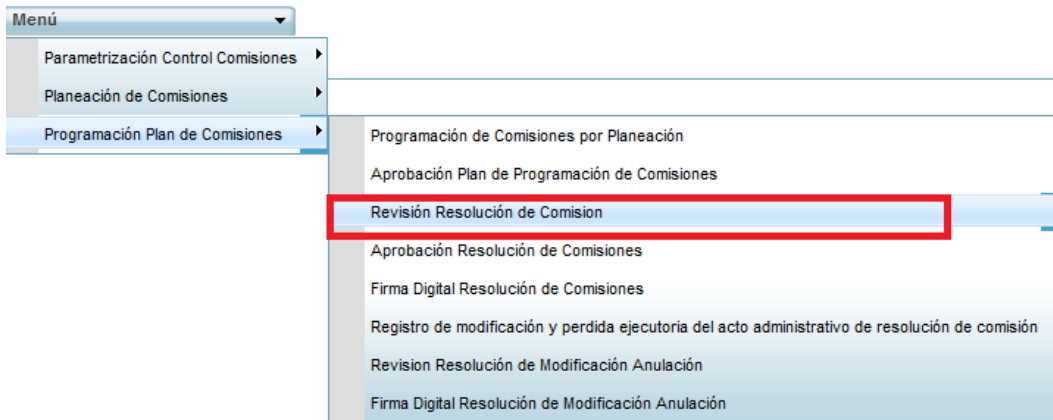 Menú
Parametrización Control Comisiones
Planeación de Comisiones
Programación Plan de Comisiones
Programación de Comisiones por Planeación
Aprobación Plan de Programación de Comisiones
Revisión Resolución de Comision
Aprobación Resolución de Comisiones
Firma Digital Resolución de Comisiones
Registro de modificación y perdida ejecutoria del acto administrativo de resolución de comisión
Revision Resolución de Modificación Anulación
Firma Digital Resolución de Modificación Anulación